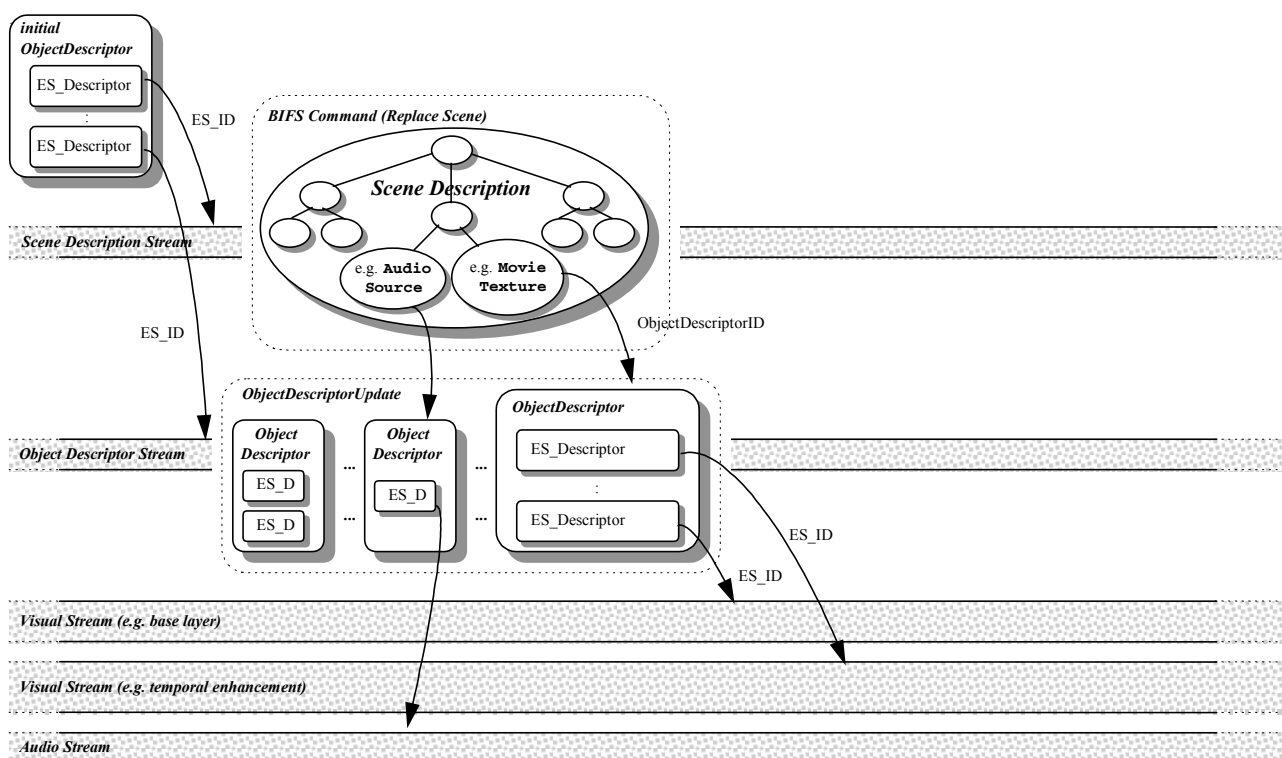 initial
ObjectDescriptor
ES_Descriptor
:
ES_Descriptor
ES_ID
ES_ID
BIFS Command (Replace Scene)
Scene Description
e.g. Audio
Source
e.g. Movie
Texture
Scene Description Stream
ObjectDescriptorID
ObjectDescriptorUpdate
Object
Descriptor
ES_D
ES_D
...
...
Object
Descriptor
ES_D
...
...
ObjectDescriptor
ES_Descriptor
:
ES_Descriptor
Object Descriptor Stream
ES_ID
ES_ID
Visual Stream (e.g. base layer)
Visual Stream (e.g. temporal enhancement)
Audio Stream